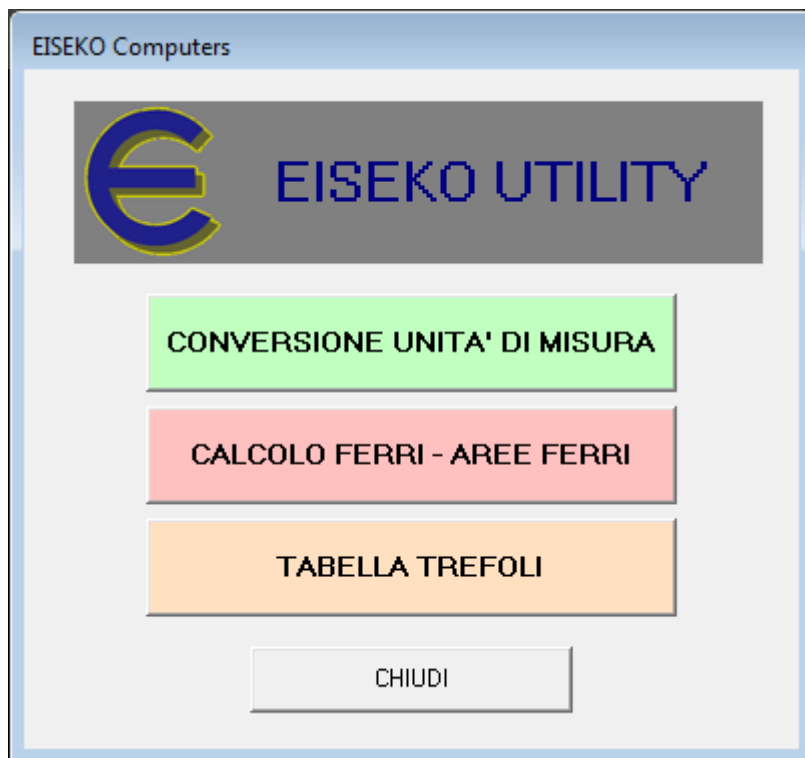 EISEKO Computers
EISEKO UTILITY
CONVERSIONE UNITA' DI MISURA
CALCOLO FERRI - AREE FERRI
TABELLA TREFOLI
CHIUDI